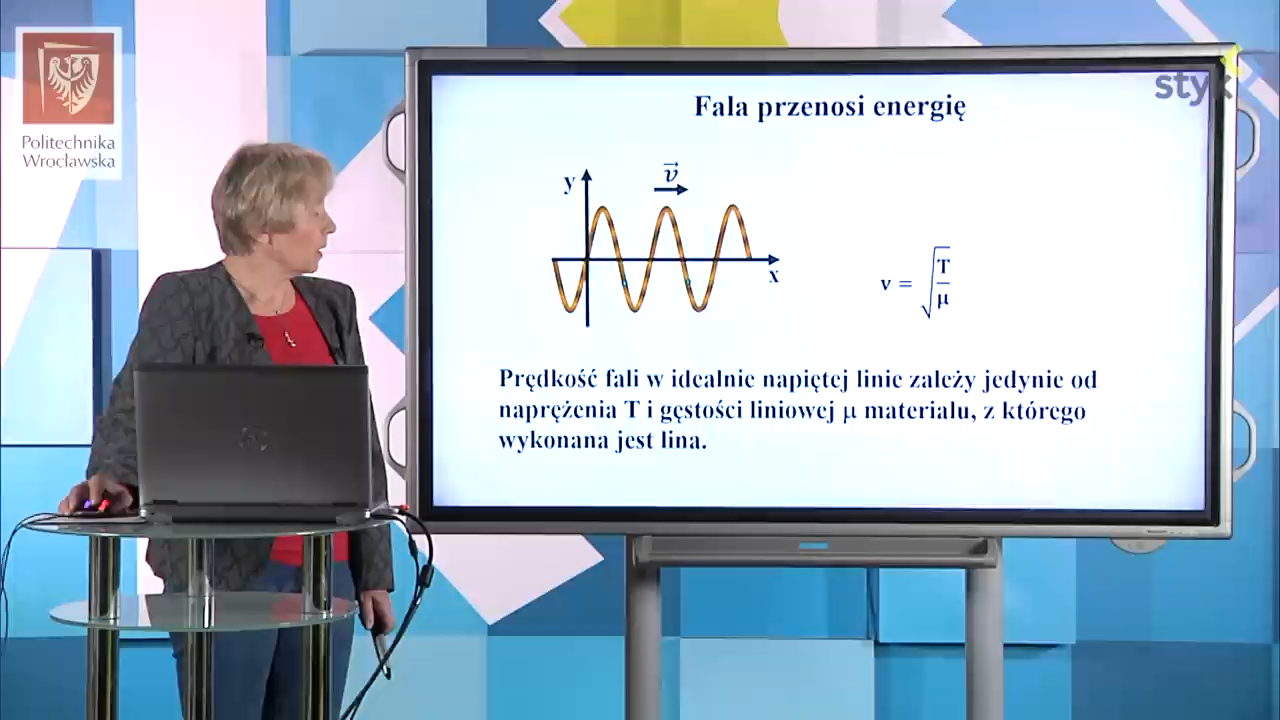 Politechnika
Wrocławska
styk
Fala przenosi energię
y
v
x
v = √T/μ
Prędkość fali w idealnie napiętej linie zależy jedynie od
naprężenia T i gęstości liniowej μ materiału, z którego
wykonana jest lina.